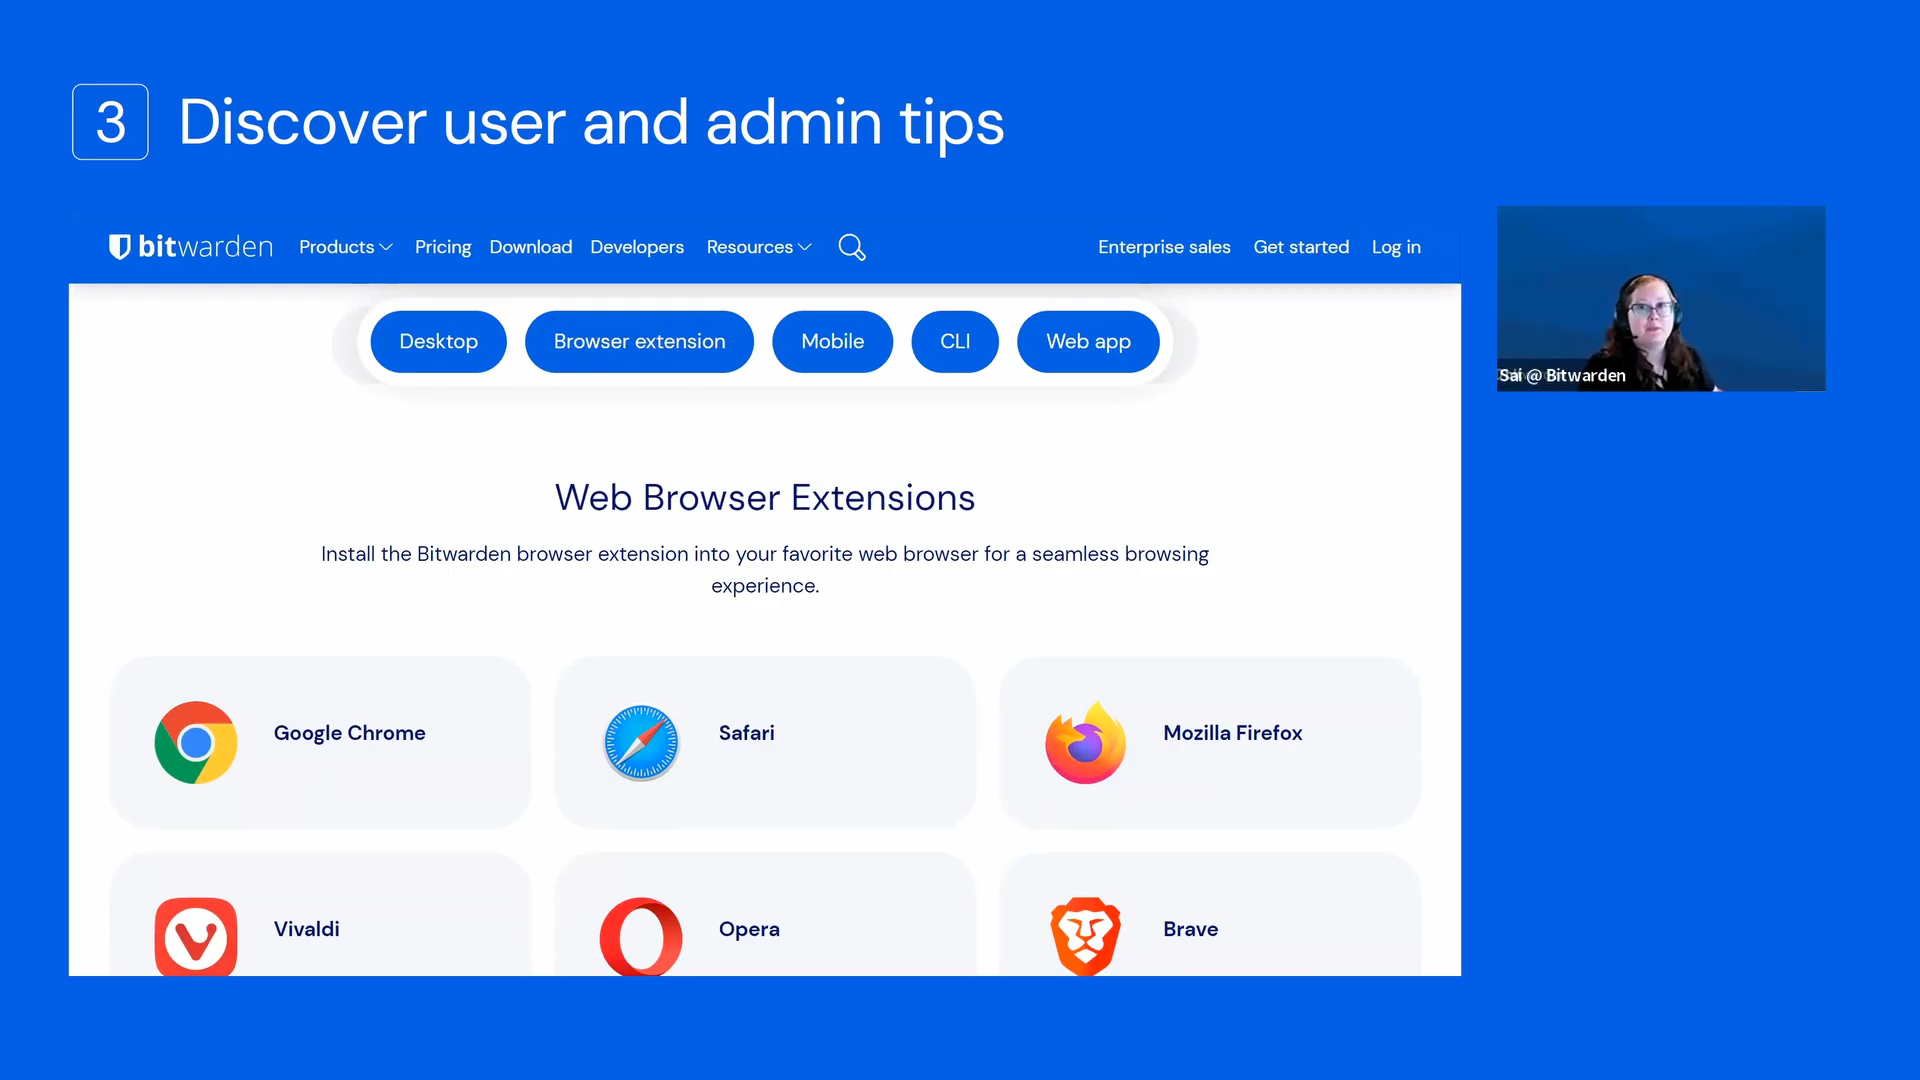 3 Discover user and admin tips
bitwarden Products Pricing Download Developers Resources Enterprise sales Get started Log in
Desktop Browser extension Mobile CLI Web app
Sai @ Bitwarden
Web Browser Extensions
Install the Bitwarden browser extension into your favorite web browser for a seamless browsing
experience.
Google Chrome Safari Mozilla Firefox
Vivaldi Opera Brave